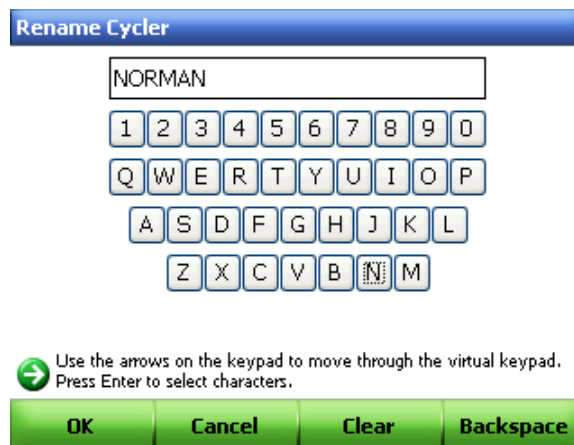 Rename Cycler
NORMAN
1 2 3 4 5 6 7 8 9 0
Q W E R T Y U I O P
A S D F G H J K L
Z X C V B N M
Use the arrows on the keypad to move through the virtual keypad.
Press Enter to select characters.
OK Cancel Clear Backspace